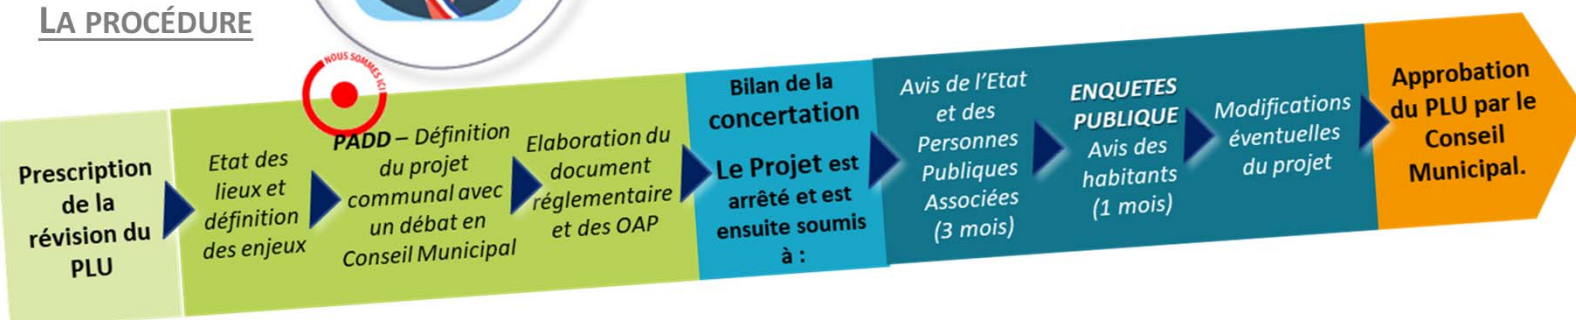 LA PROCÉDURE
NOUS SOMMES ICI
Prescription
de la
révision du
PLU
Etat des
lieux et
définition
des enjeux
PADD – Définition
du projet
communal avec
un débat en
Conseil Municipal
Elaboration du
document
réglementaire
et des OAP
Bilan de la
concertation
Le Projet est
arrêté et est
ensuite soumis
à :
Avis de l’Etat
et des
Personnes
Publiques
Associées
(3 mois)
ENQUETES
PUBLIQUE
Avis des
habitants
(1 mois)
Modifications
éventuelles
du projet
Approbation
du PLU par le
Conseil
Municipal.